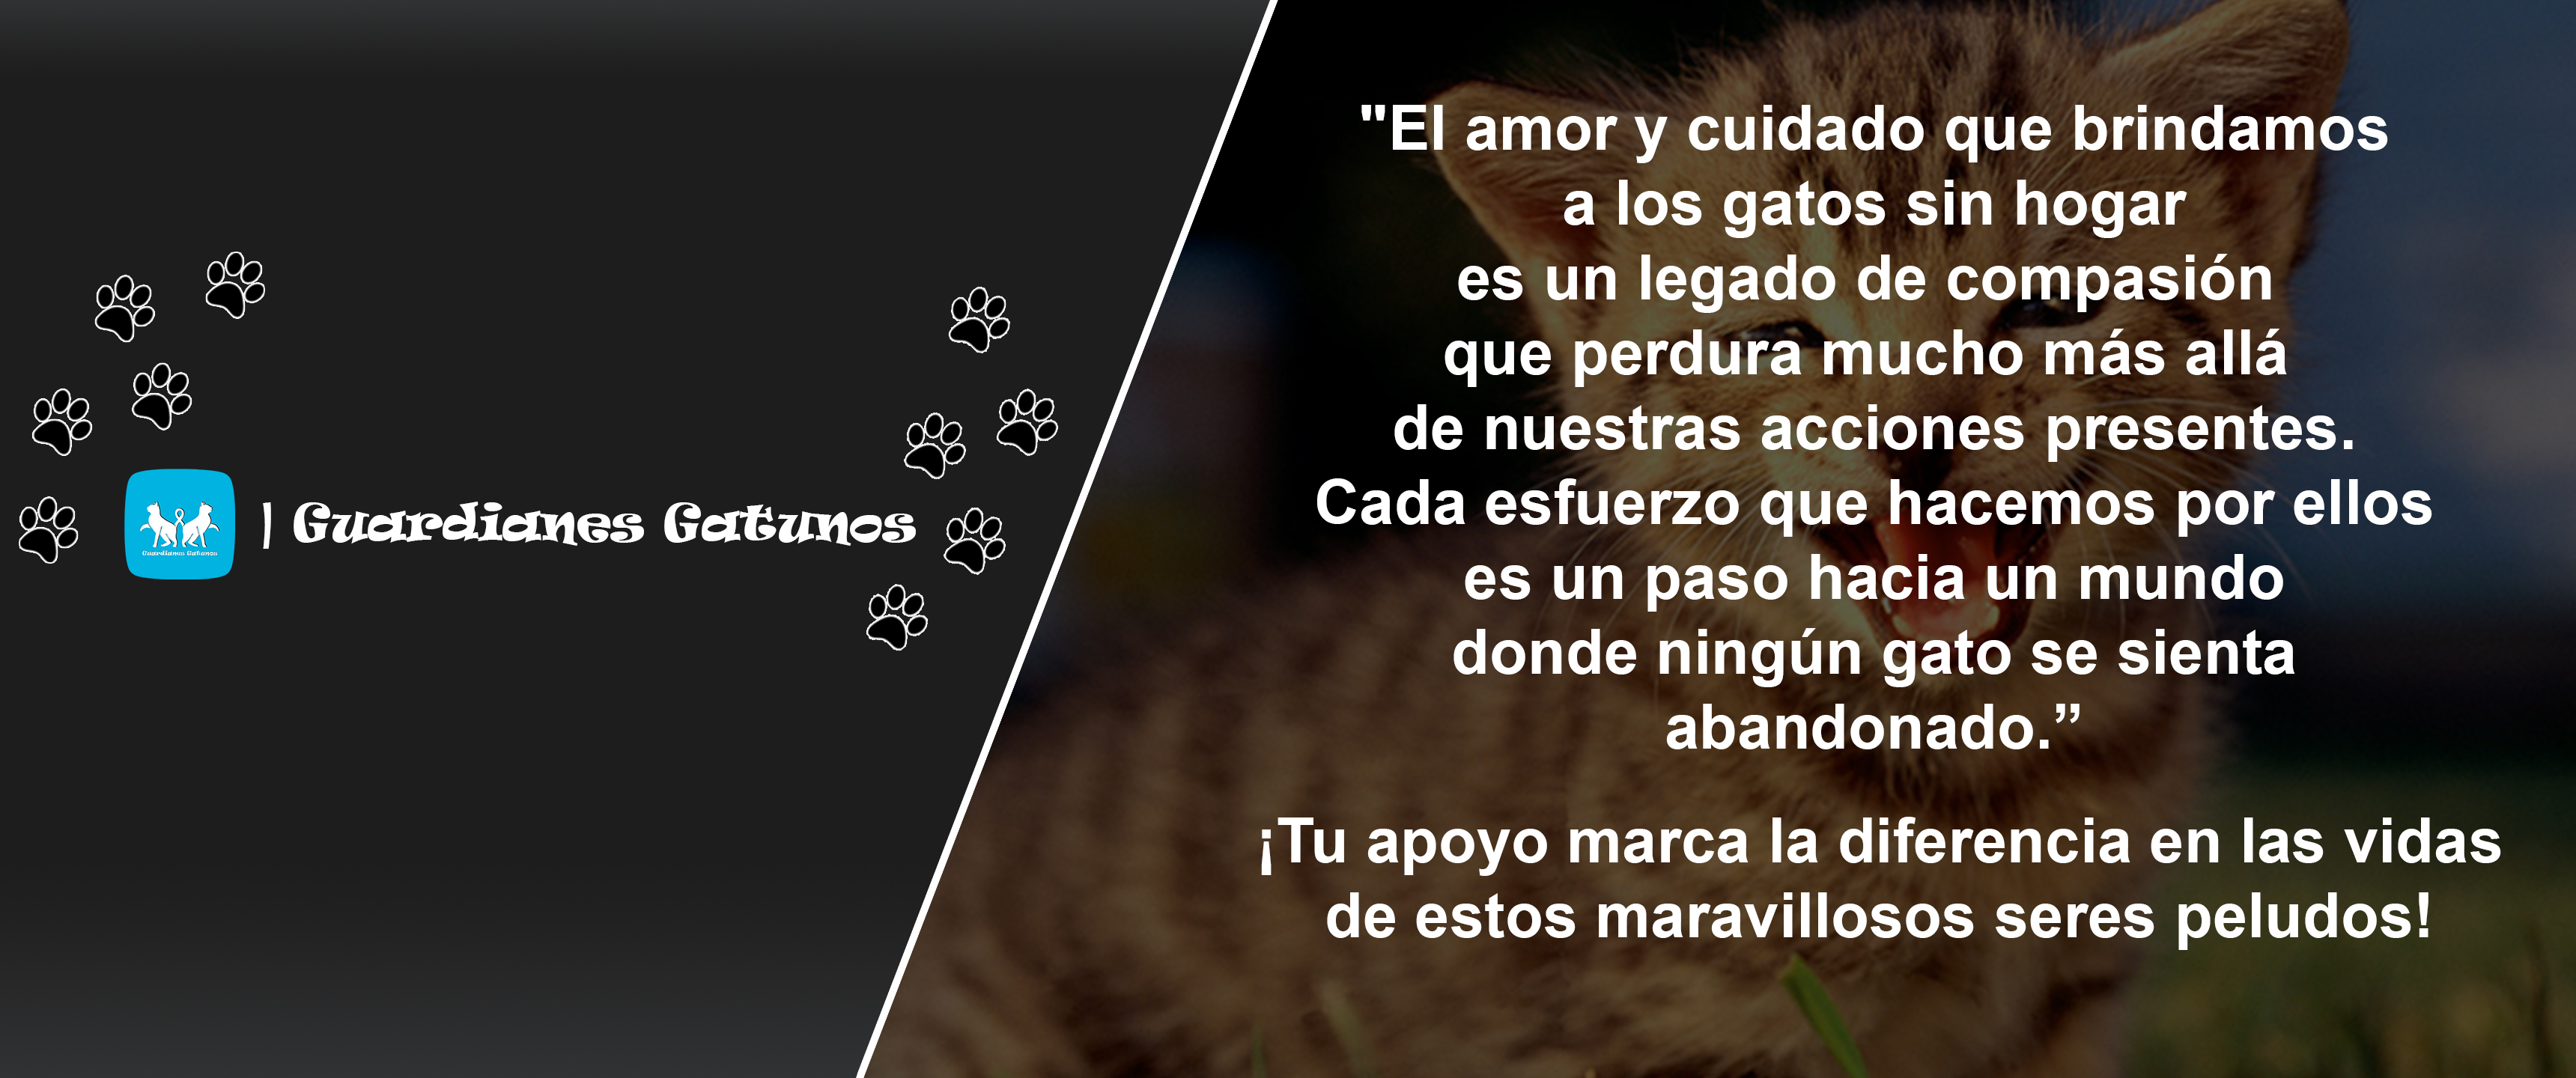 Guardianes Gatunos
| Guardianes Gatunos
"El amor y cuidado que brindamos
a los gatos sin hogar
es un legado de compasión
que perdura mucho más allá
de nuestras acciones presentes.
Cada esfuerzo que hacemos por ellos
es un paso hacia un mundo
donde ningún gato se sienta
abandonado.”
¡Tu apoyo marca la diferencia en las vidas
de estos maravillosos seres peludos!